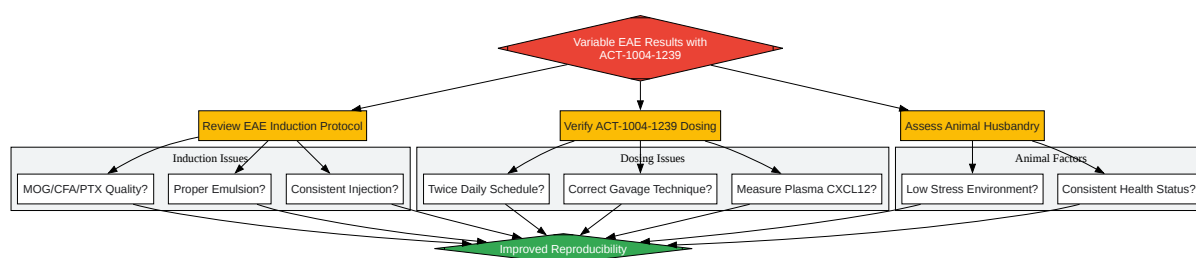 Variable EAE Results with
ACT-1004-1239
Review EAE Induction Protocol
Verify ACT-1004-1239 Dosing
Assess Animal Husbandry
Induction Issues
Dosing Issues
Animal Factors
MOG/CFA/PTX Quality?
Proper Emulsion?
Consistent Injection?
Twice Daily Schedule?
Correct Gavage Technique?
Measure Plasma CXCL12?
Low Stress Environment?
Consistent Health Status?
Improved Reproducibility